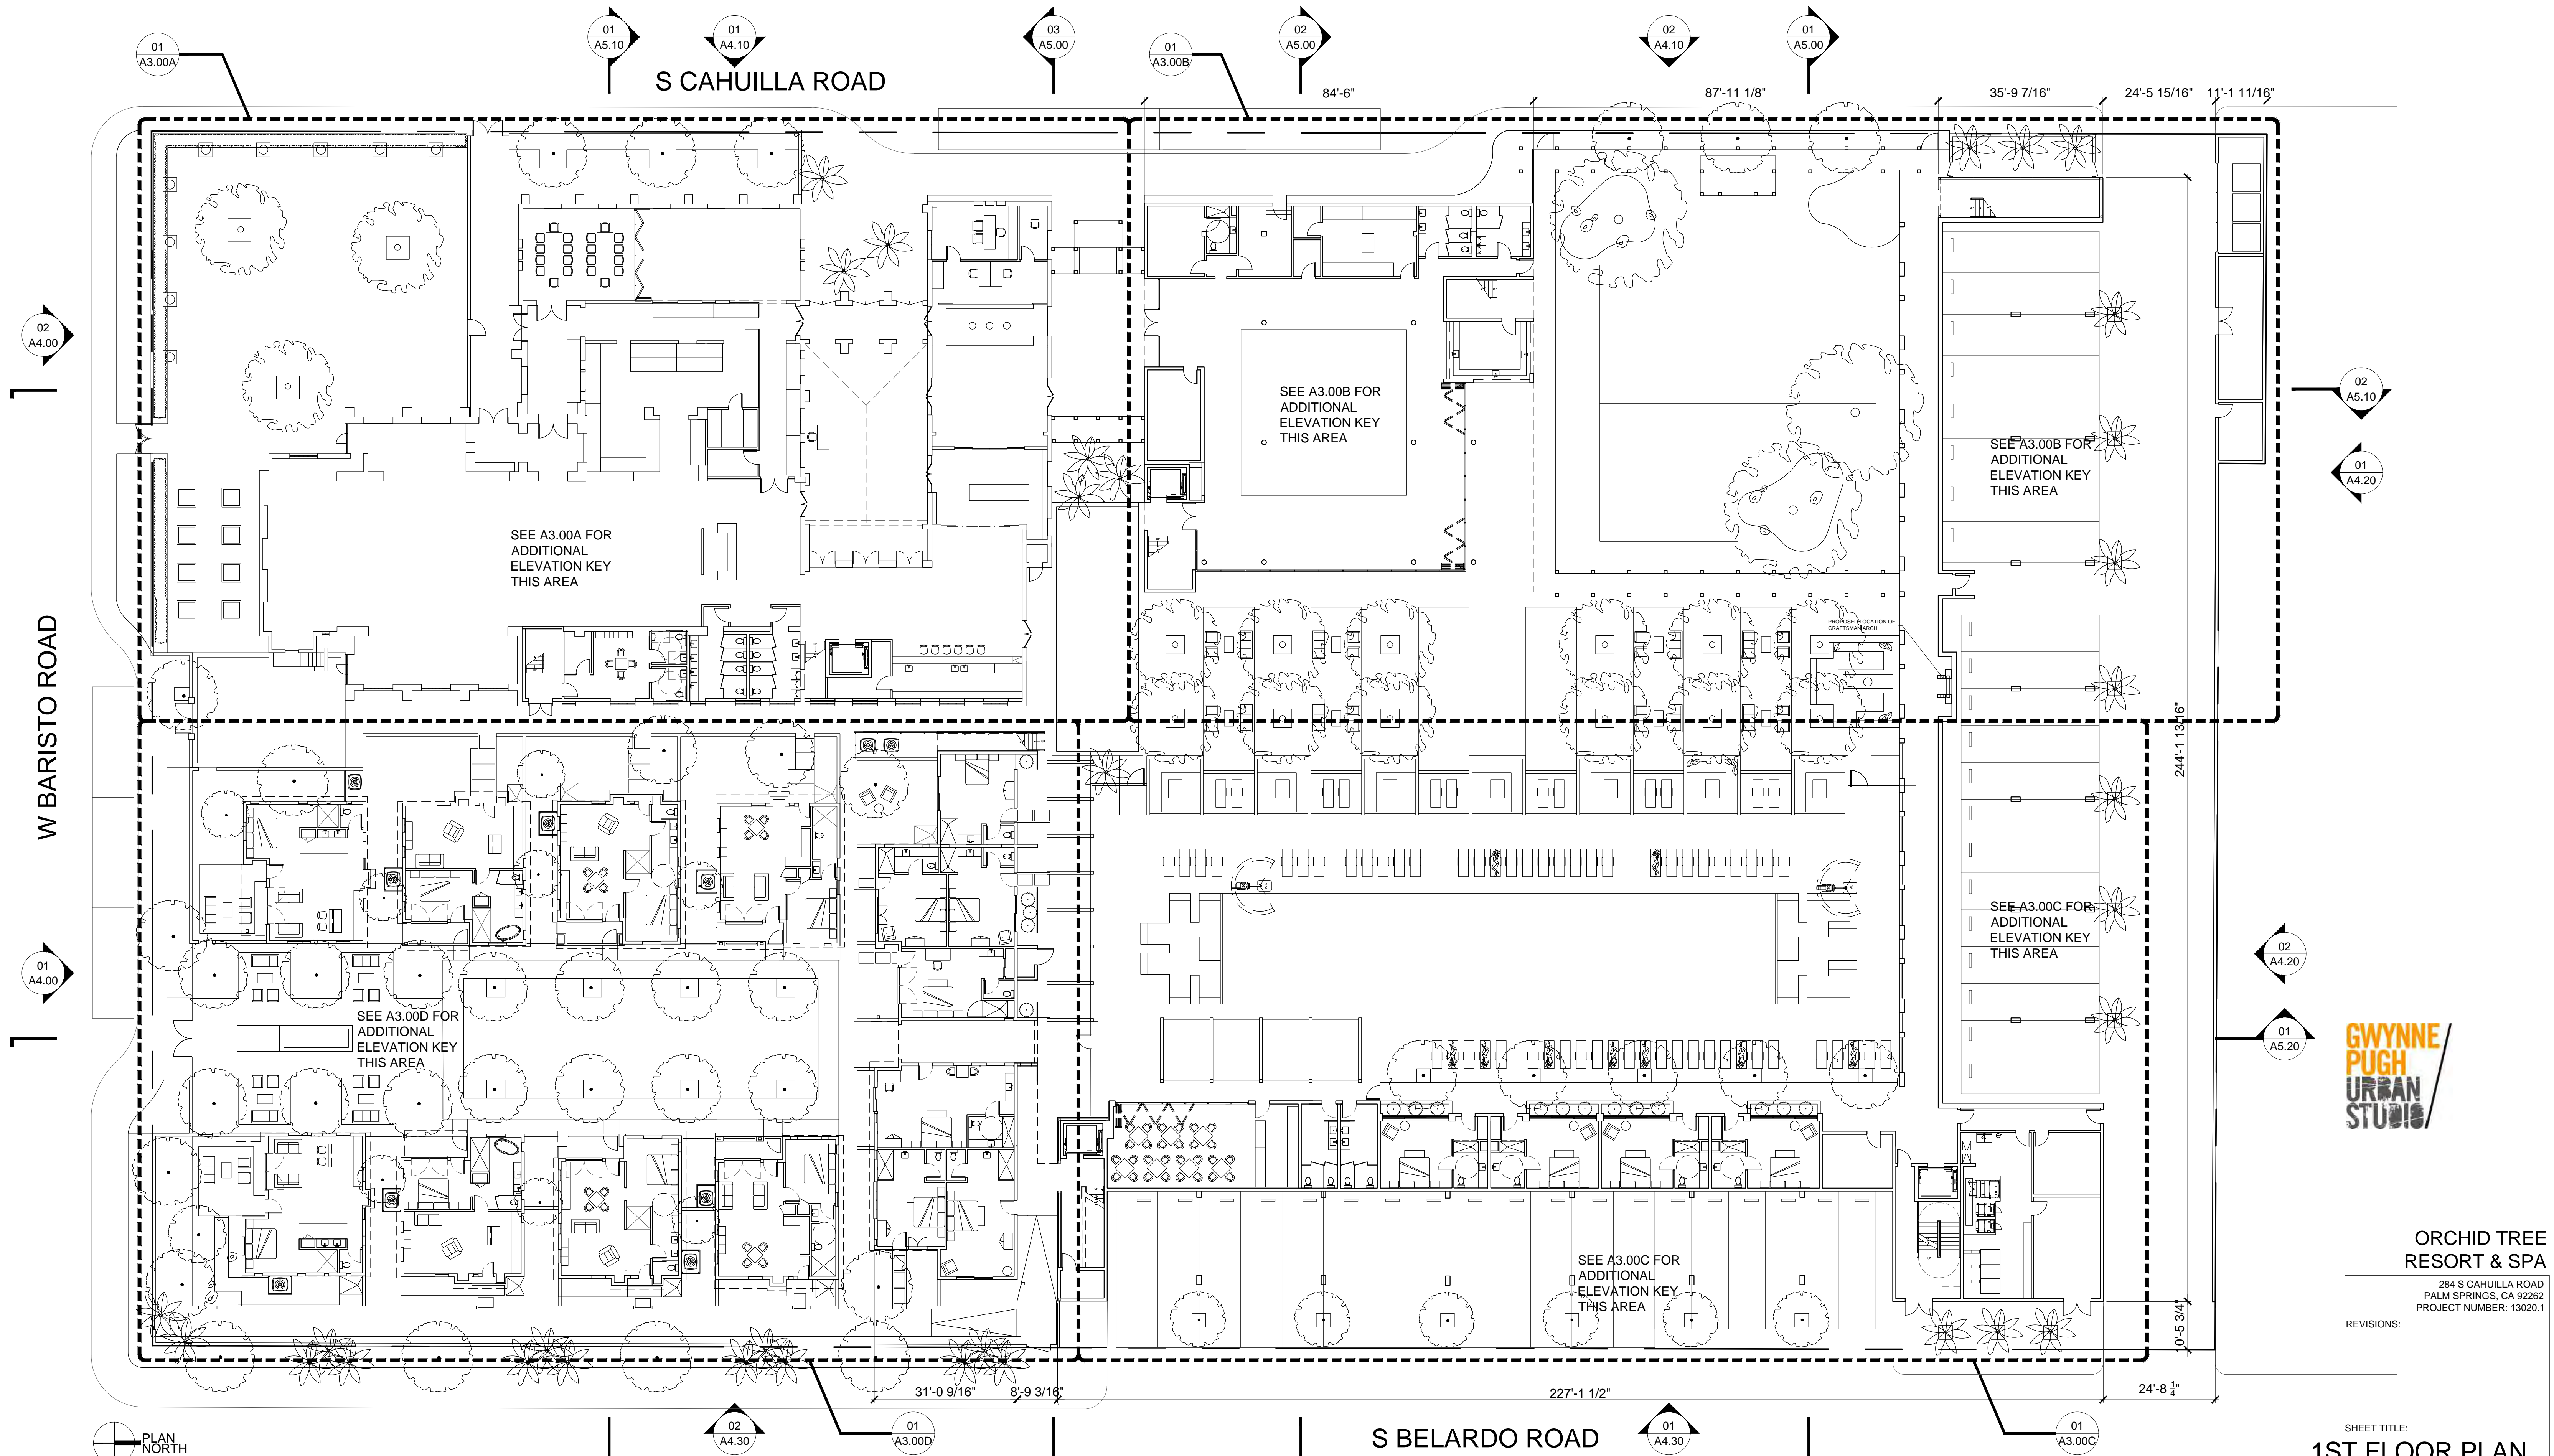 01
A5.10
01
A4.10
03
A5.00
02
A5.00
02
A4.10
01
A5.00
01
A3.00A
01
A3.00B
S CAHUILLA ROAD
84'-6"
87'-11 1/8"
35'-9 7/16"
24'-5 15/16"
11'-1 11/16"
02
A4.00
02
A5.10
01
A4.20
SEE A3.00B FOR
ADDITIONAL
ELEVATION KEY
THIS AREA
SEE A3.00B FOR
ADDITIONAL
ELEVATION KEY
THIS AREA
SEE A3.00A FOR
ADDITIONAL
ELEVATION KEY
THIS AREA
W BARISTO ROAD
PROPOSED LOCATION OF
CRAFTSMAN ARCH
244'-1 13/16"
01
A4.00
SEE A3.00C FOR
ADDITIONAL
ELEVATION KEY
THIS AREA
02
A4.20
SEE A3.00D FOR
ADDITIONAL
ELEVATION KEY
THIS AREA
01
A5.20
GWYNNE
PUGH
URBAN
STUDIO
SEE A3.00C FOR
ADDITIONAL
ELEVATION KEY
THIS AREA
ORCHID TREE
RESORT & SPA
284 S CAHUILLA ROAD
PALM SPRINGS, CA 92262
PROJECT NUMBER: 13020.1
REVISIONS:
10'-5 3/4"
31'-0 9/16"
8'-9 3/16"
227'-1 1/2"
24'-8 1/4"
PLAN
NORTH
02
A4.30
01
A3.00D
S BELARDO ROAD
01
A4.30
01
A3.00C
SHEET TITLE:
1ST FLOOR PLAN